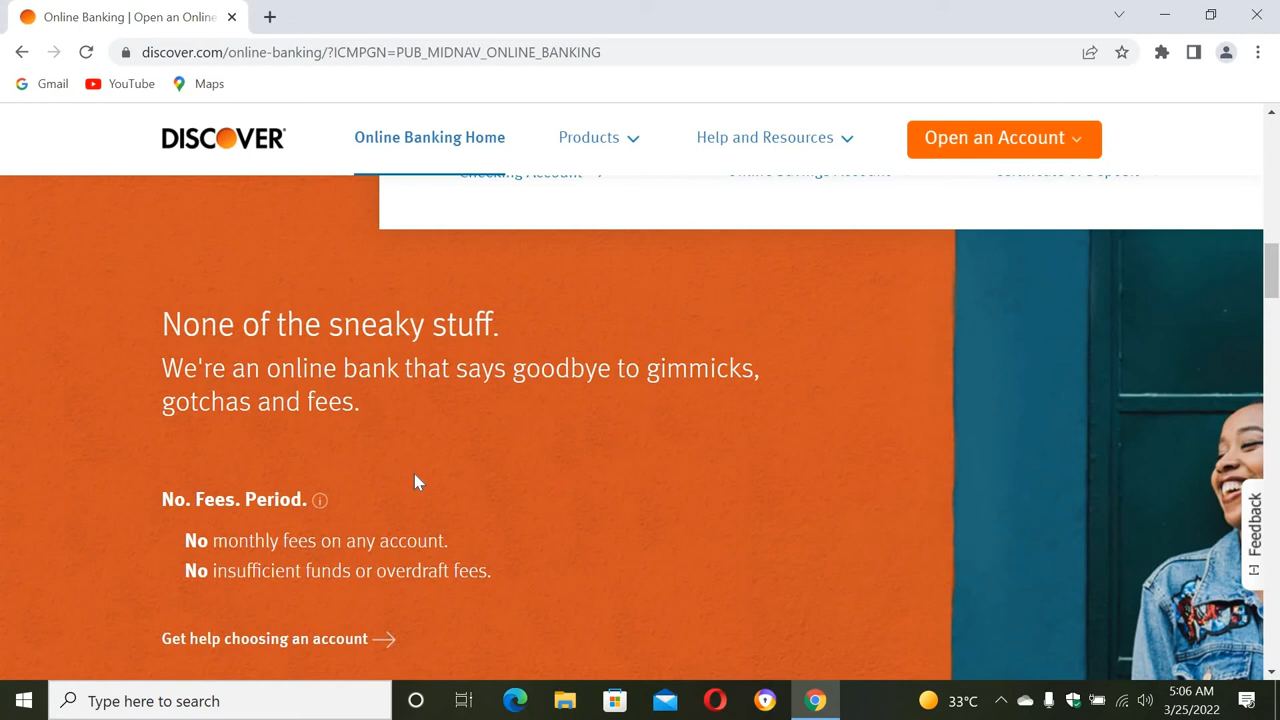 Online Banking | Open an Online
discover.com/online-banking/?ICMPGN=PUB_MIDNAV_ONLINE_BANKING
Gmail
YouTube
Maps
DISCOVER
Online Banking Home
Products
Help and Resources
Open an Account
Checking Account
Online Savings Account
Certificate of Deposit
None of the sneaky stuff.
We're an online bank that says goodbye to gimmicks,
gotchas and fees.
No. Fees. Period.
No monthly fees on any account.
No insufficient funds or overdraft fees.
Get help choosing an account
Feedback
Type here to search
33°C
5:06 AM
3/25/2022